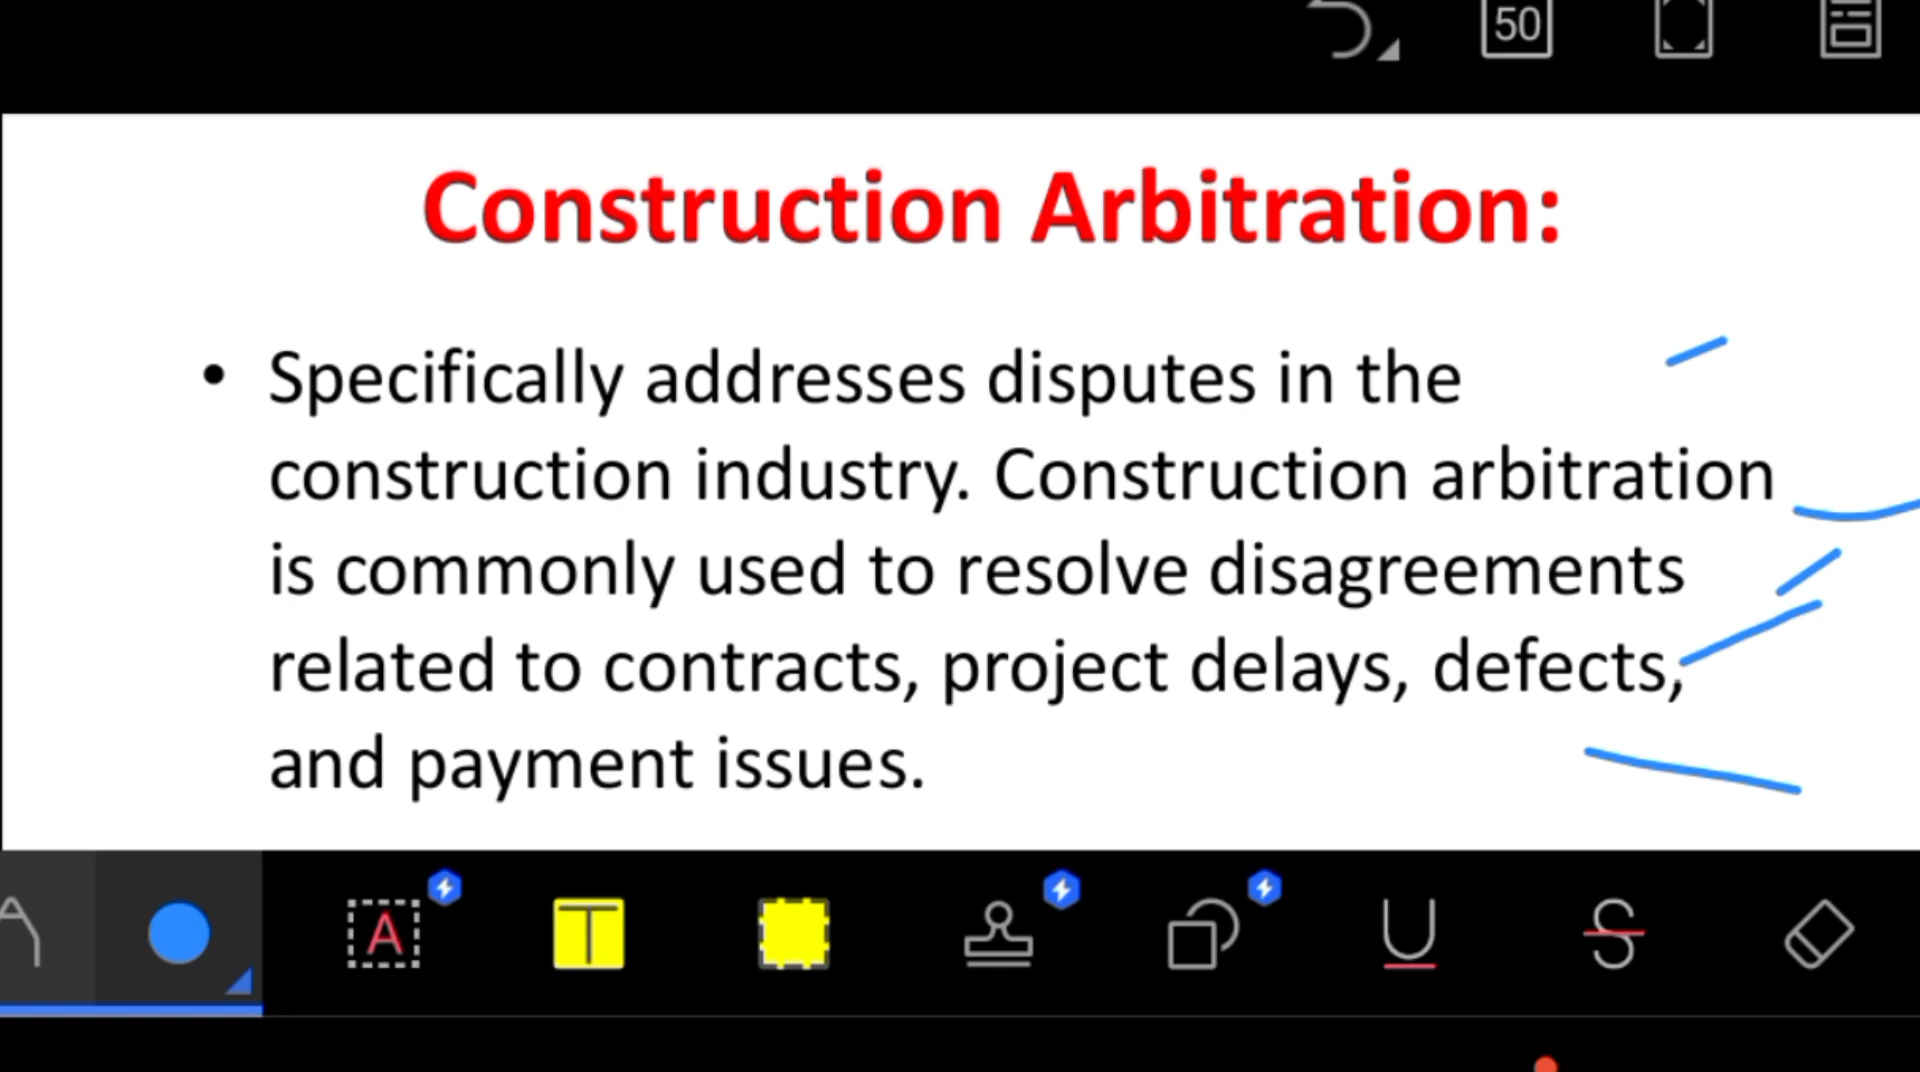 50
Construction Arbitration:
• Specifically addresses disputes in the
construction industry. Construction arbitration
is commonly used to resolve disagreements
related to contracts, project delays, defects,
and payment issues.
A T U S